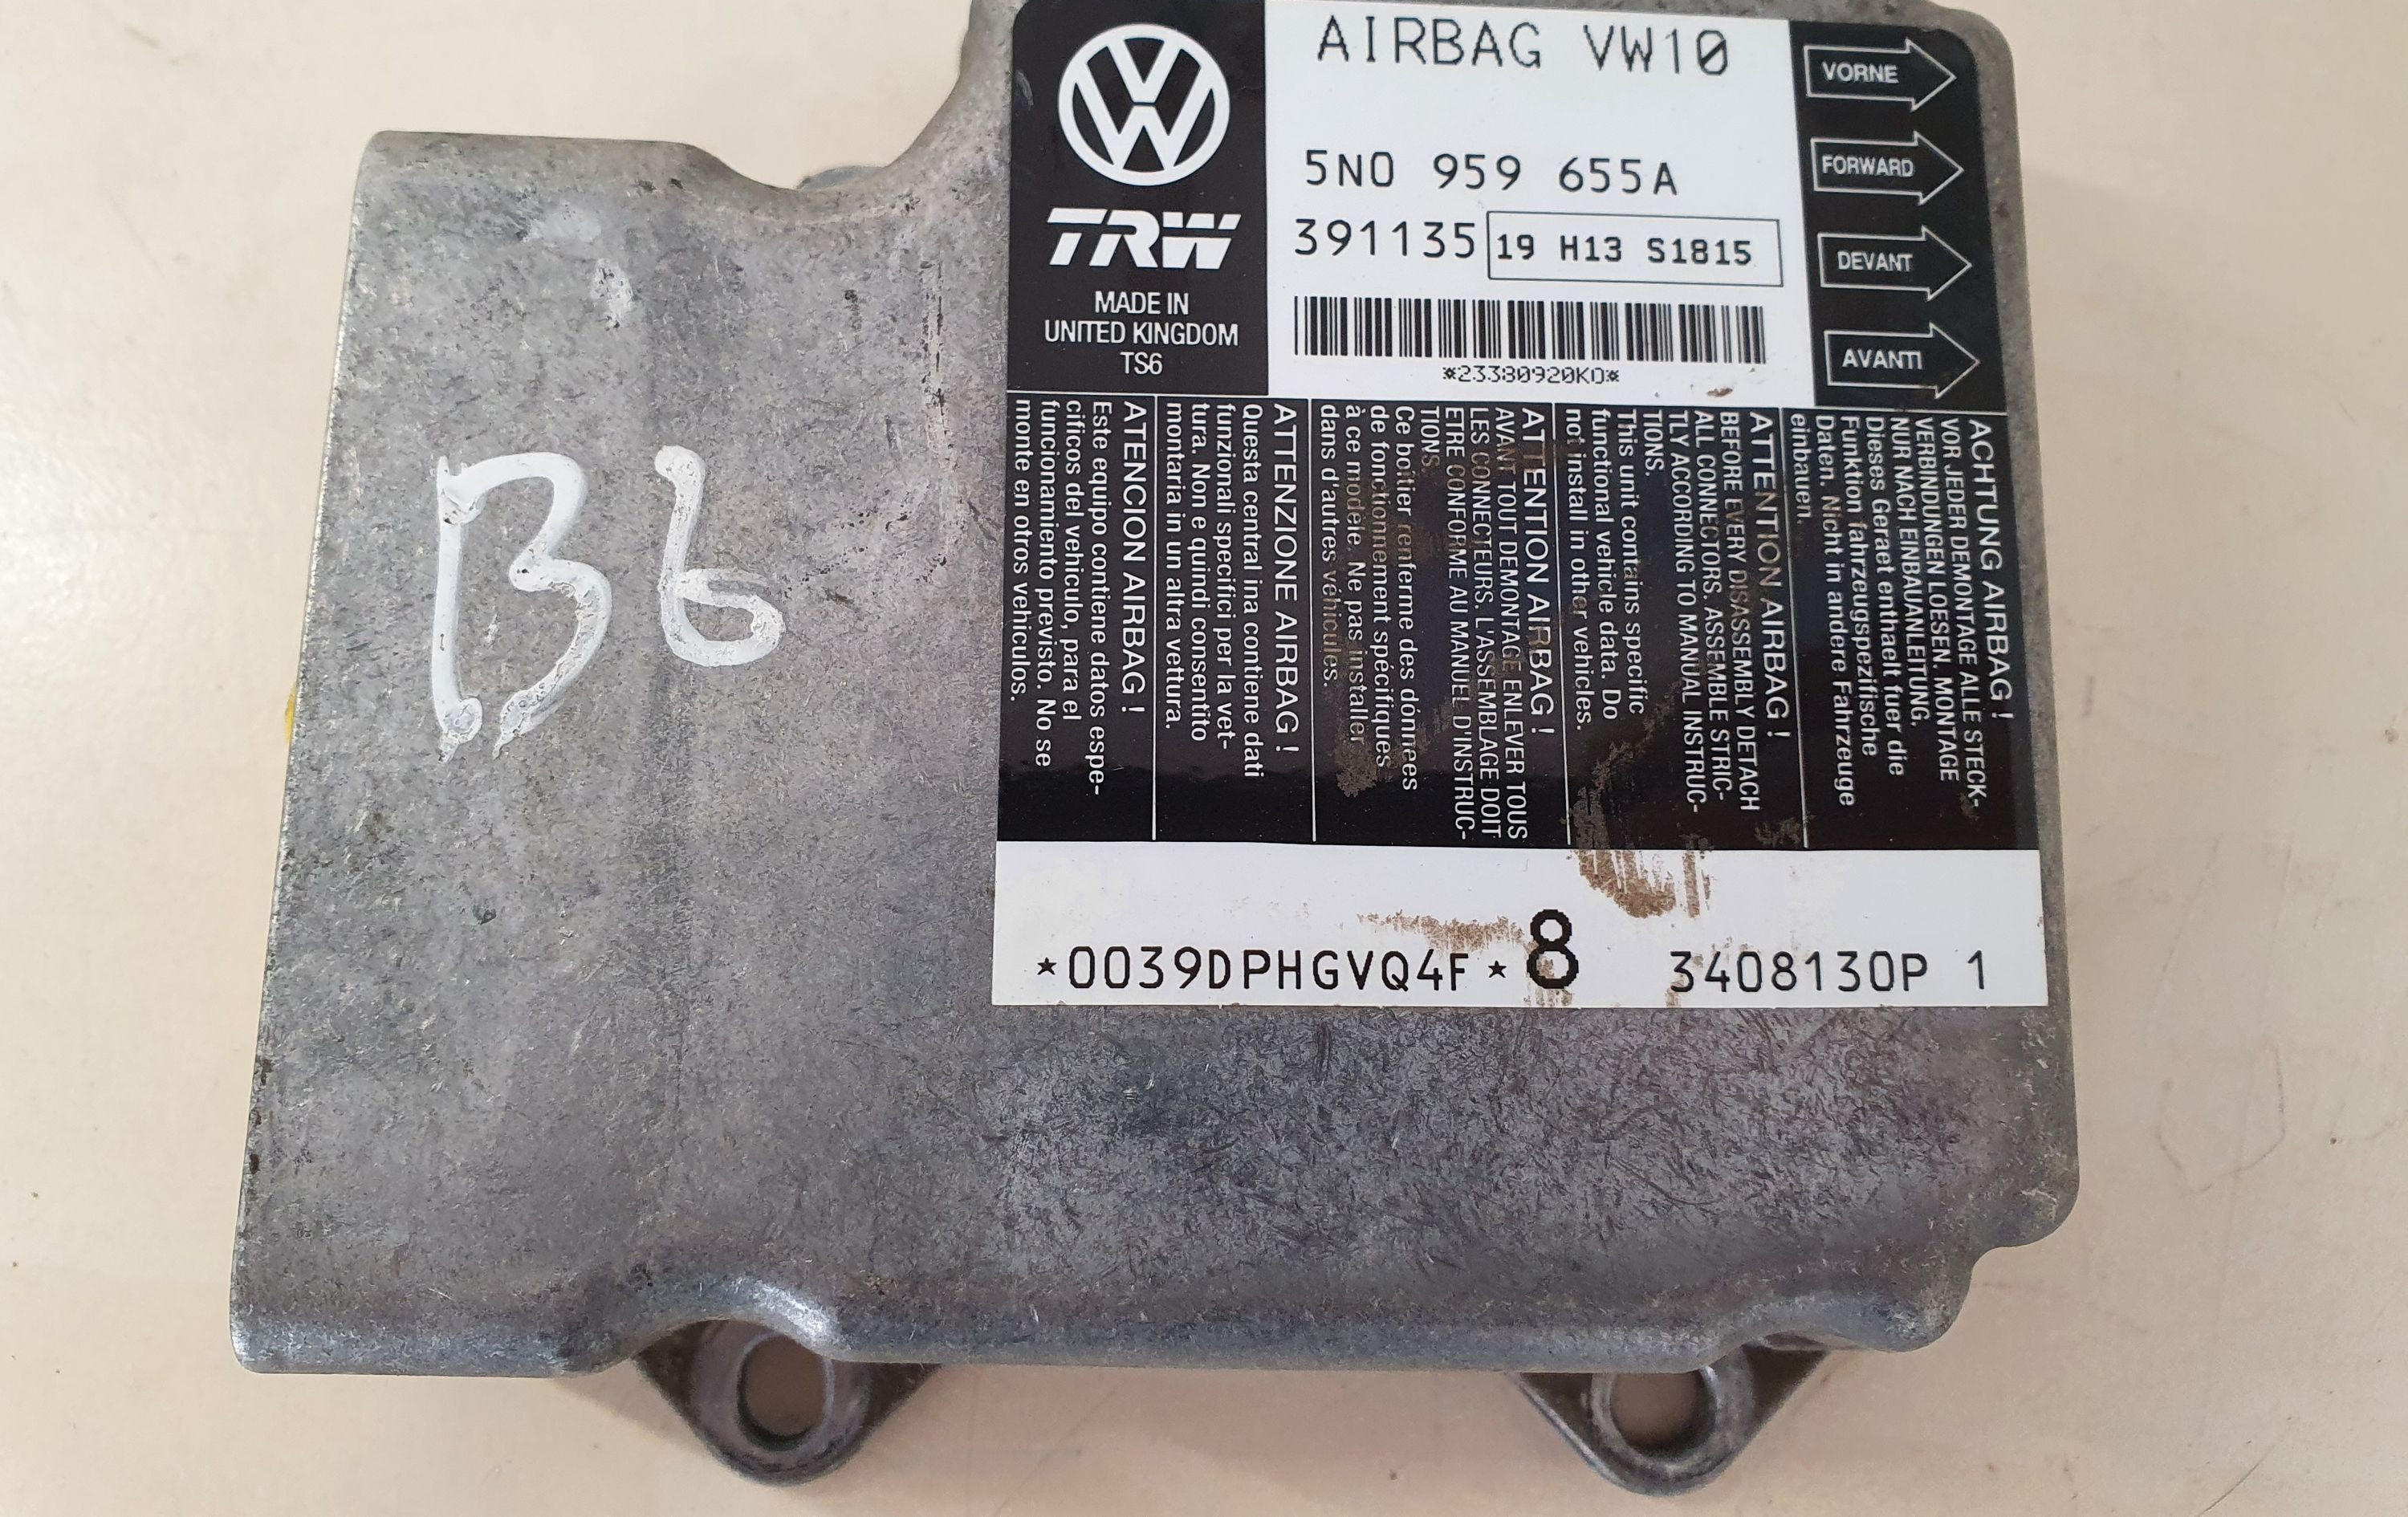 AIRBAG VW10
5N0 959 655A
391135
19 H13 S1815
*23380920KO*
TRW
MADE IN
UNITED KINGDOM
TS6
VORNE
FORWARD
DEVANT
AVANTI
ACHTUNG AIRBAG !
VOR JEDER DEMONTAGE ALLE STECK-
VERBINDUNGEN LOESEN. MONTAGE
NUR NACH EINBAUANLEITUNG.
Dieses Geraet enthaelt fuer die
Funktion fahrzeugspezifische
Daten. Nicht in andere Fahrzeuge
einbauen.
ATTENTION AIRBAG !
BEFORE EVERY DISASSEMBLY DETACH
ALL CONNECTORS. ASSEMBLE STRIC-
TLY ACCORDING TO MANUAL INSTRUC-
TIONS.
This unit contains specific
functional vehicle data. Do
not install in other vehicles.
ATTENTION AIRBAG !
AVANT TOUT DEMONTAGE ENLEVER TOUS
LES CONNECTEURS. L'ASSEMBLAGE DOIT
ETRE CONFORME AU MANUEL D'INSTRUC-
TIONS.
Ce boîtier renferme des dónnées
de fonctionnement spécifiques
à ce modèle. Ne pas installer
dans d'autres véhicules.
ATTENZIONE AIRBAG !
Questa central ina contiene dati
funzionali specifici per la vet-
tura. Non e quindi consentito
montaria in un altra vettura.
ATENCION AIRBAG !
Este equipo contiene datos espe-
cificos del vehiculo, para el
funcionamiento previsto. No se
monte en otros vehiculos.
*0039DPHGVQ4F* 8 3408130P 1
B6